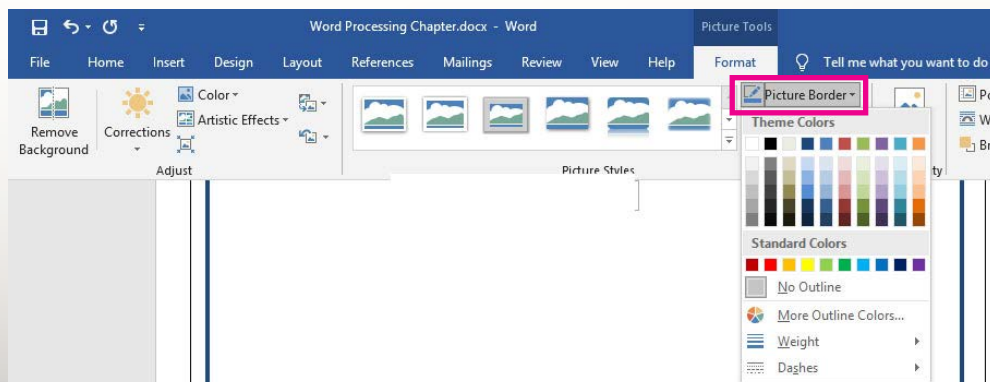 Word Processing Chapter.docx - Word
Picture Tools
File Home Insert Design Layout References Mailings Review View Help Format Tell me what you want to do
Remove Background
Corrections
Color
Artistic Effects
Adjust
Picture Styles
Picture Border
Theme Colors
Standard Colors
No Outline
More Outline Colors...
Weight
Dashes